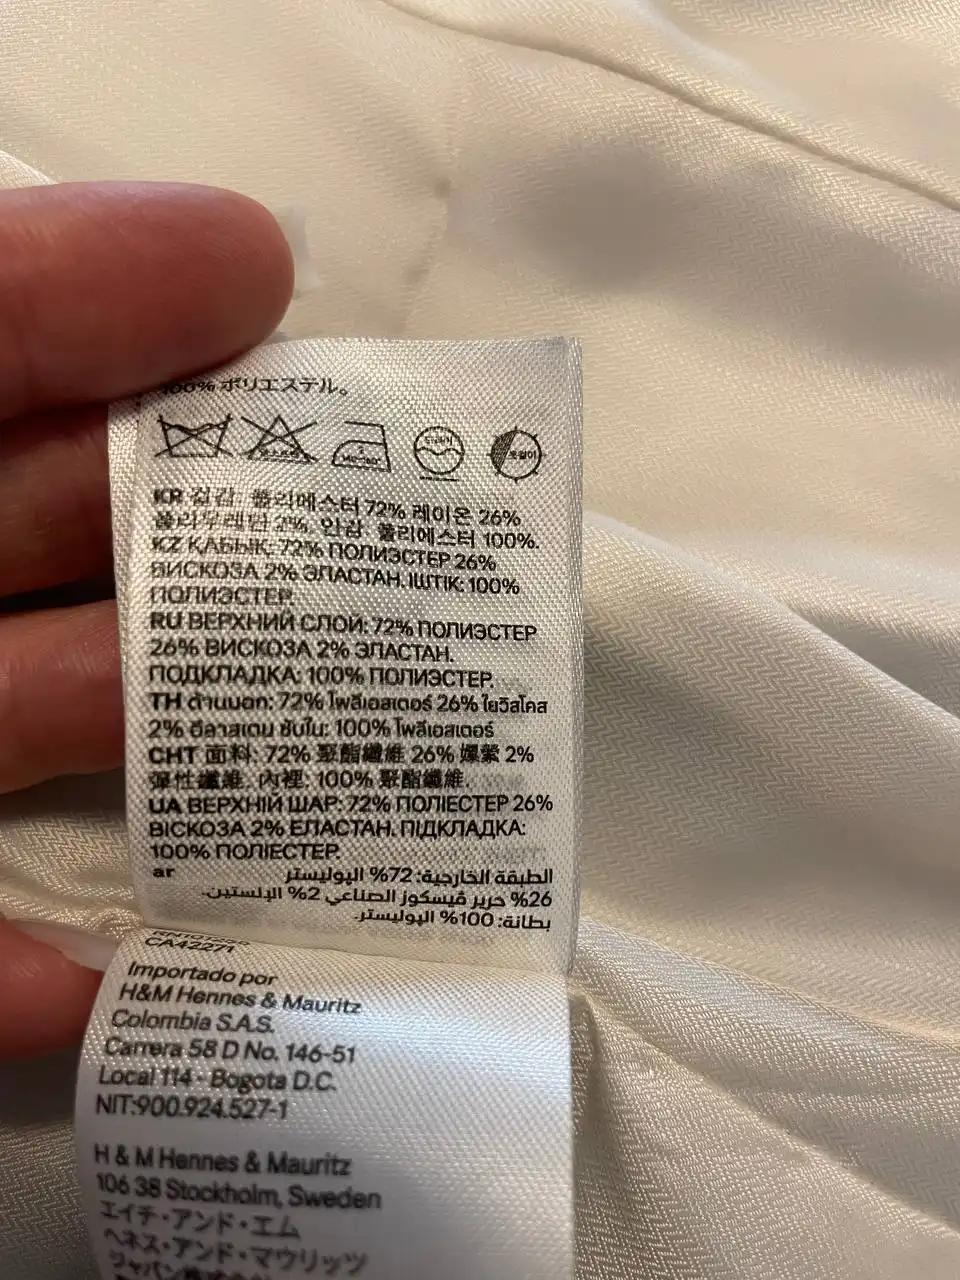 100% ポリエステル。
KR 겉감: 폴리에스터 72% 레이온 26%
폴리우레탄 2%. 안감: 폴리에스터 100%.
KZ ҚАБЫҚ: 72% ПОЛИЭСТЕР 26%
ВИСКОЗА 2% ЭЛАСТАН. ІШТІК: 100%
ПОЛИЭСТЕР.
RU ВЕРХНИЙ СЛОЙ: 72% ПОЛИЭСТЕР
26% ВИСКОЗА 2% ЭЛАСТАН.
ПОДКЛАДКА: 100% ПОЛИЭСТЕР.
TH ด้านนอก: 72% โพลีเอสเตอร์ 26% ใยวิสโคส
2% อีลาสเตน ซับใน: 100% โพลีเอสเตอร์
CHT 面料: 72% 聚酯纖維 26% 嫘縈 2%
彈性纖維. 內裡: 100% 聚酯纖維.
UA ВЕРХНІЙ ШАР: 72% ПОЛІЕСТЕР 26%
ВІСКОЗА 2% ЕЛАСТАН. ПІДКЛАДКА:
100% ПОЛІЕСТЕР.
ar الطبقة الخارجية: 72% البوليستر
26% حرير ڤيسكوز الصناعي 2% الإلستين.
بطانة: 100% البوليستر.
CA42271
Importado por
H&M Hennes & Mauritz
Colombia S.A.S.
Carrera 58 D No. 146-51
Local 114 - Bogota D.C.
NIT:900.924.527-1
H & M Hennes & Mauritz
106 38 Stockholm, Sweden
エイチ・アンド・エム
ヘネス・アンド・マウリッツ
ジャパン株式会社